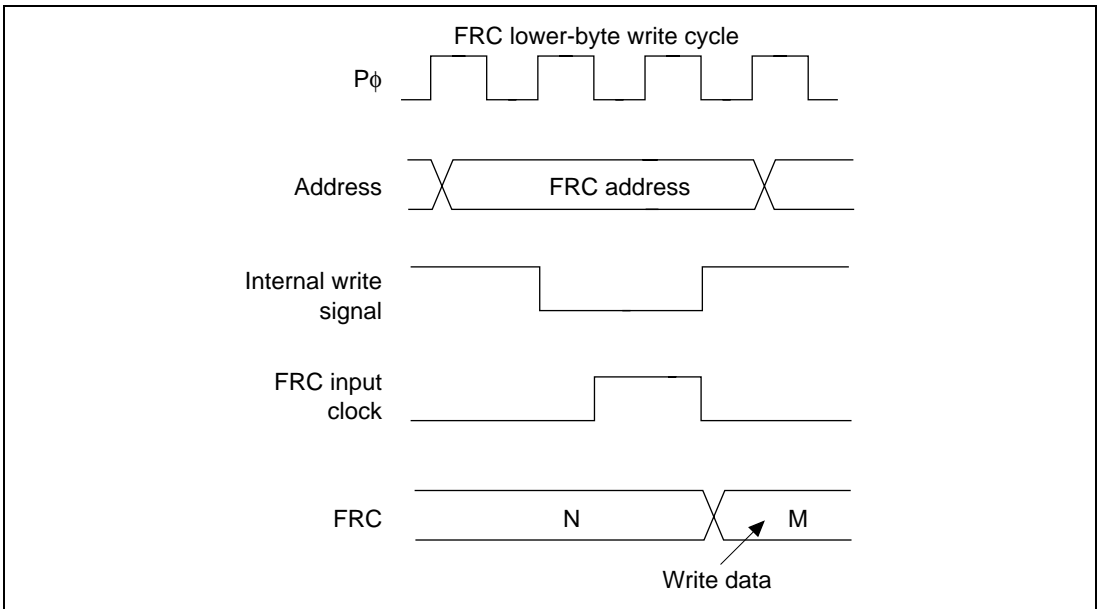 FRC lower-byte write cycle
Pϕ
Address
FRC address
Internal write
signal
FRC input
clock
FRC
N
M
Write data